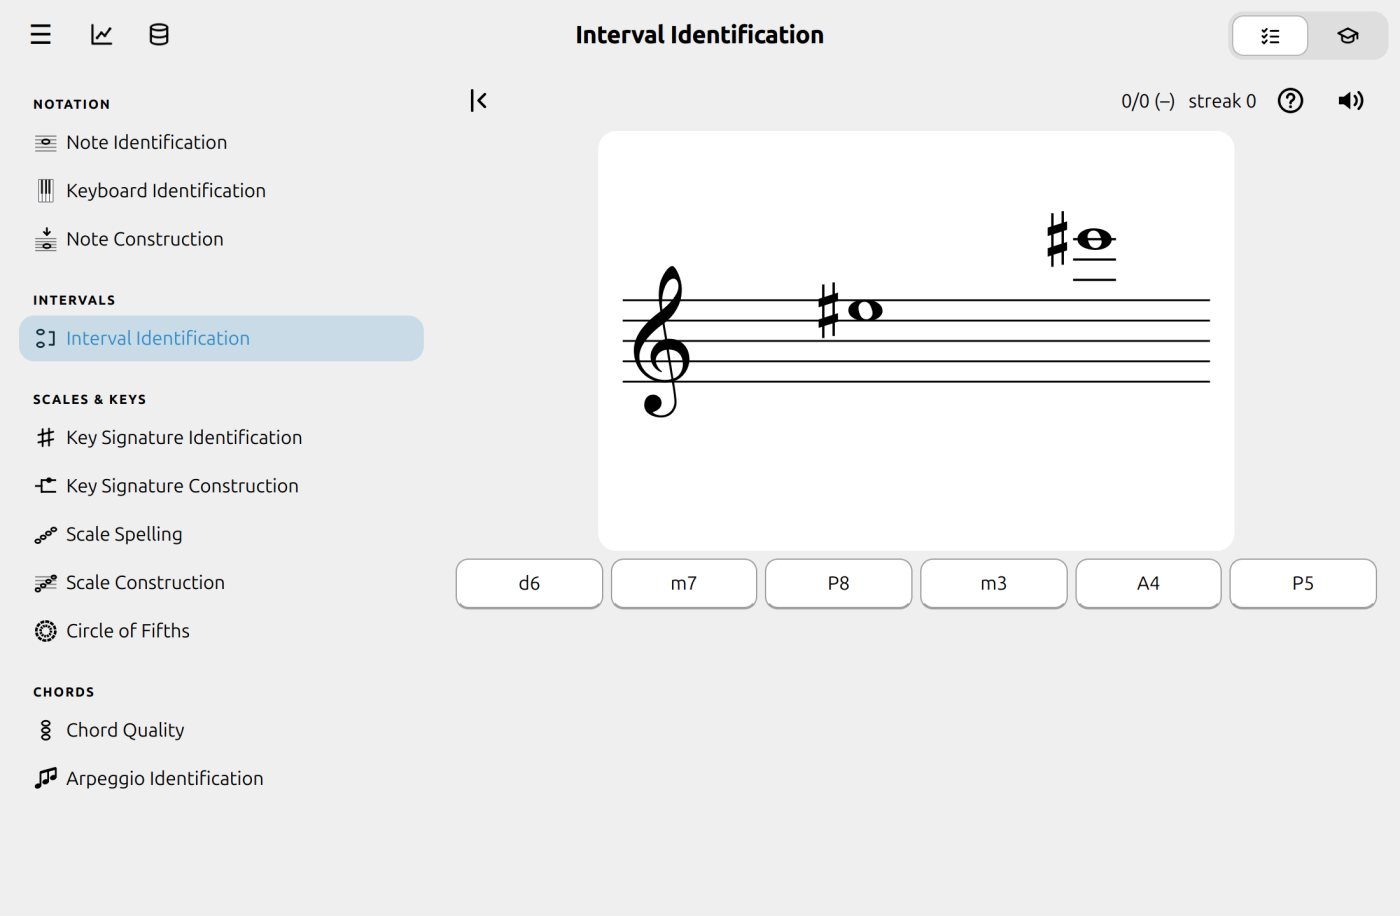 Interval Identification
0/0 (–) streak 0
NOTATION
Note Identification
Keyboard Identification
Note Construction
INTERVALS
Interval Identification
SCALES & KEYS
Key Signature Identification
Key Signature Construction
Scale Spelling
Scale Construction
Circle of Fifths
CHORDS
Chord Quality
Arpeggio Identification
d6 m7 P8 m3 A4 P5